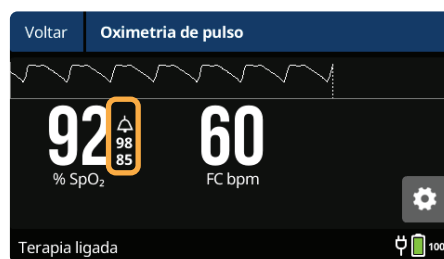 Voltar Oximetria de pulso
92 98 60
85
% SpO₂ FC bpm
Terapia ligada 100